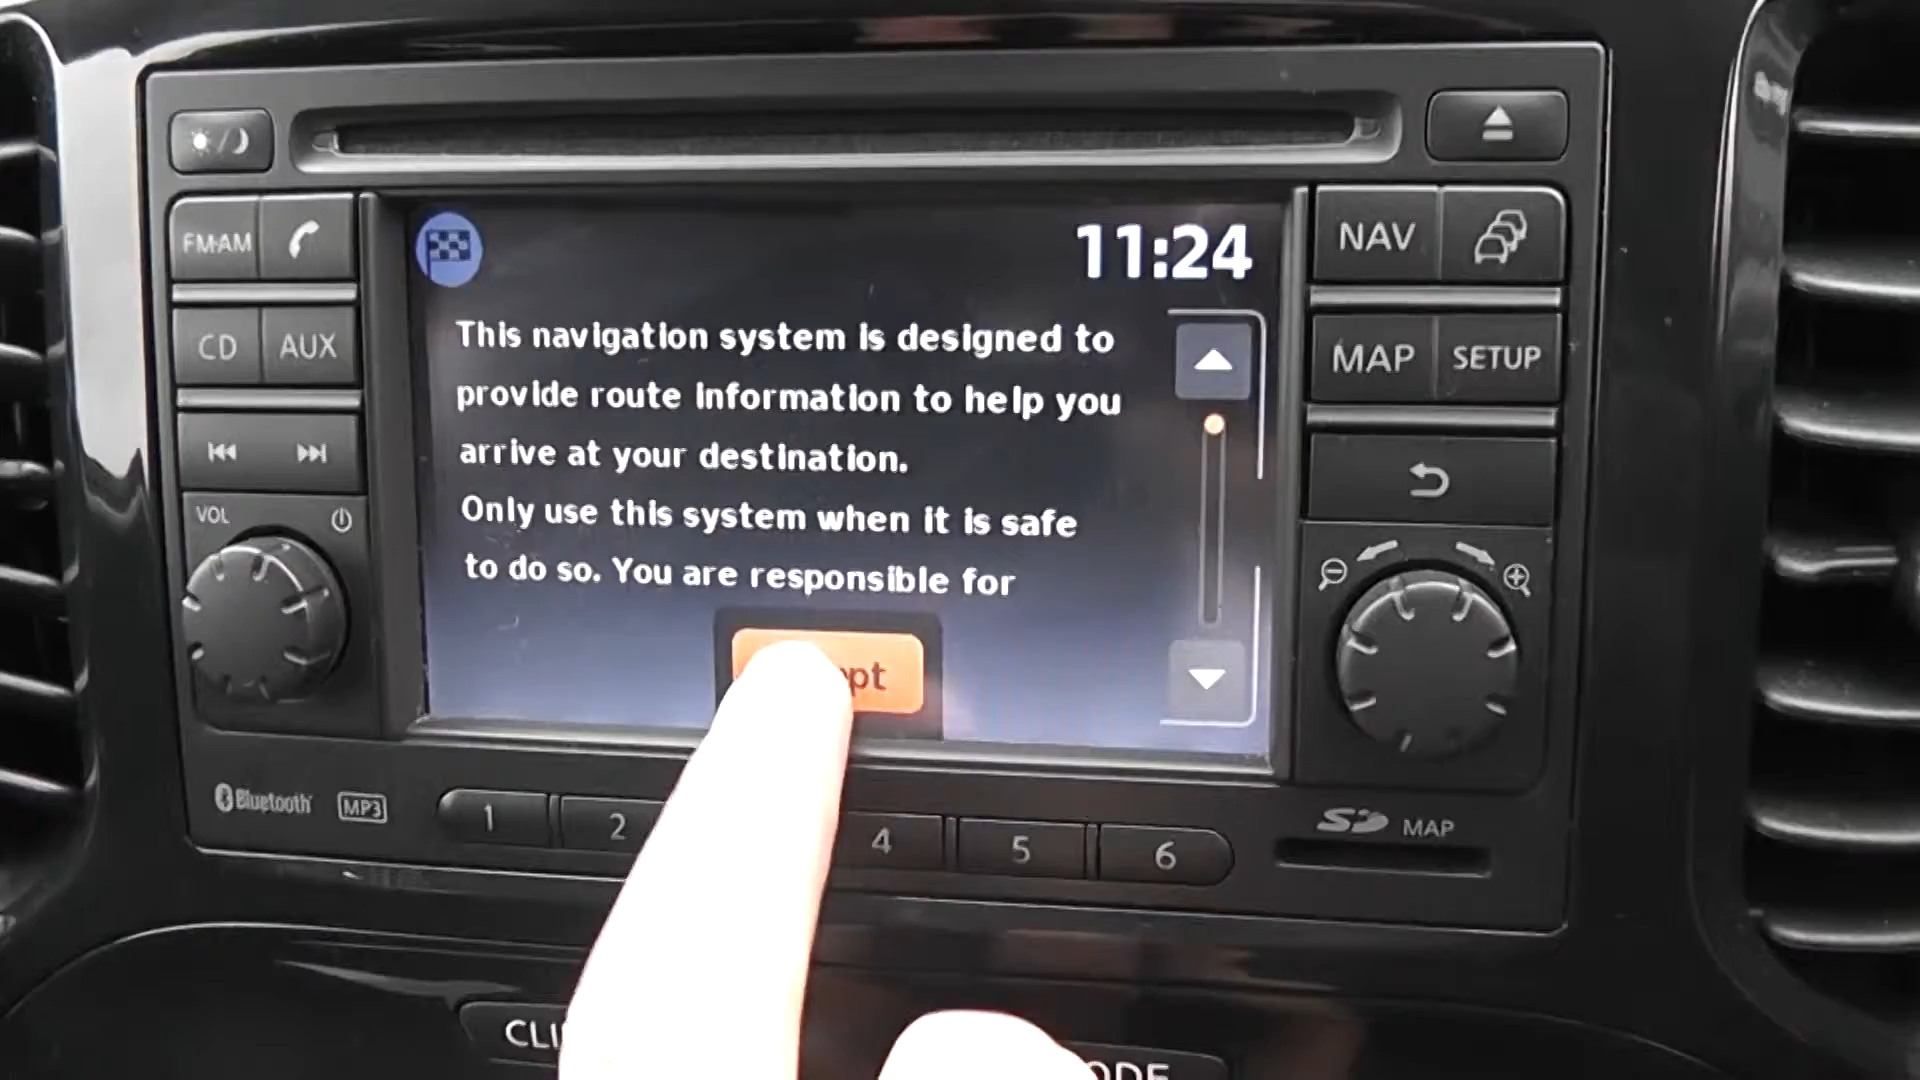 FM·AM
CD AUX
VOL
11:24
This navigation system is designed to
provide route information to help you
arrive at your destination.
Only use this system when it is safe
to do so. You are responsible for
NAV
MAP SETUP
Bluetooth MP3
1 2 4 5 6
SD MAP